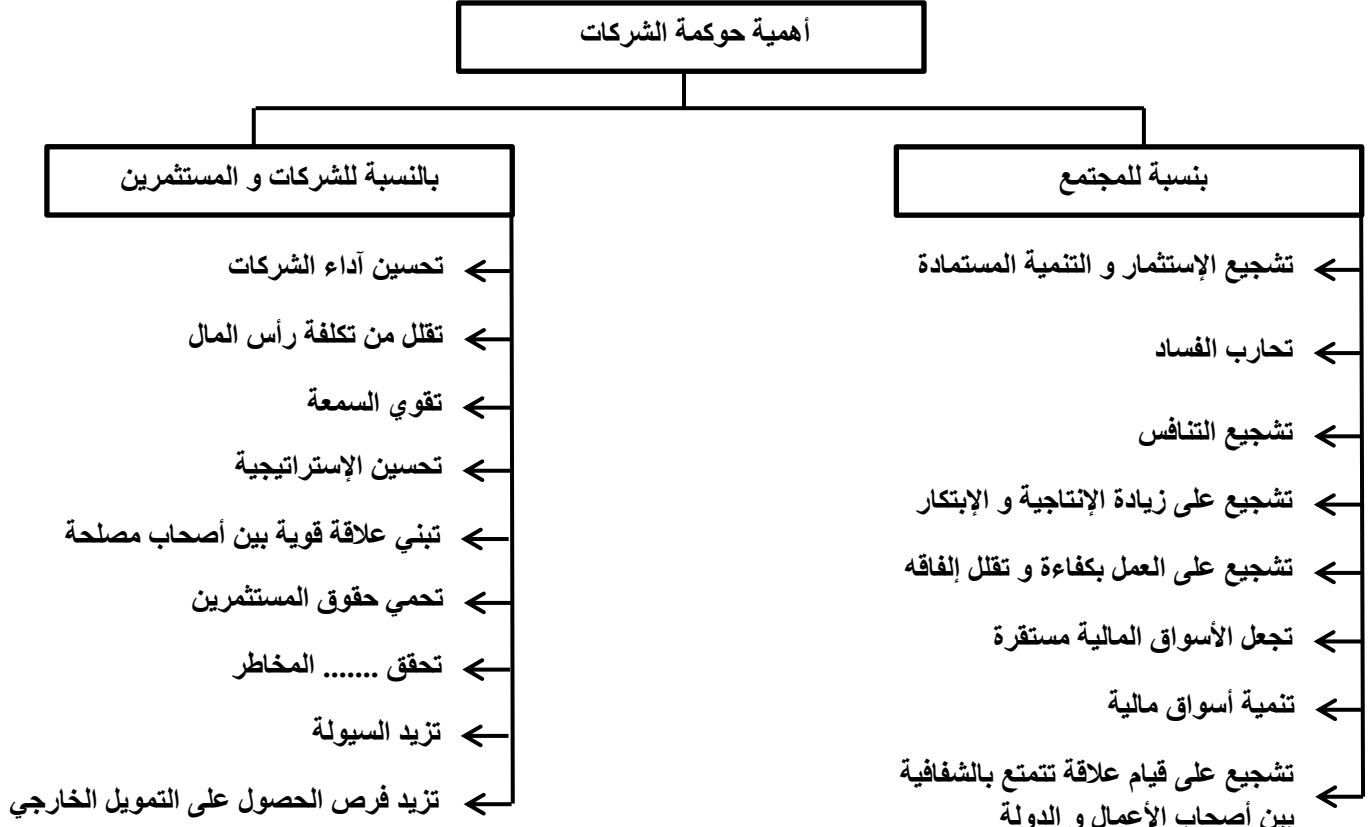 أهمية حوكمة الشركات
بنسبة للمجتمع
تشجيع الإستثمار و التنمية المستمادة
تحارب الفساد
تشجيع التنافس
تشجيع على زيادة الإنتاجية و الإبتكار
تشجيع على العمل بكفاءة و تقلل إلفاقه
تجعل الأسواق المالية مستقرة
تنمية أسواق مالية
تشجيع على قيام علاقة تتمتع بالشفافية
بين أصحاب الأعمال و الدولة
بالنسبة للشركات و المستثمرين
تحسين آداء الشركات
تقلل من تكلفة رأس المال
تقوي السمعة
تحسين الإستراتيجية
تبني علاقة قوية بين أصحاب مصلحة
تحمي حقوق المستثمرين
تحقق ....... المخاطر
تزيد السيولة
تزيد فرص الحصول على التمويل الخارجي